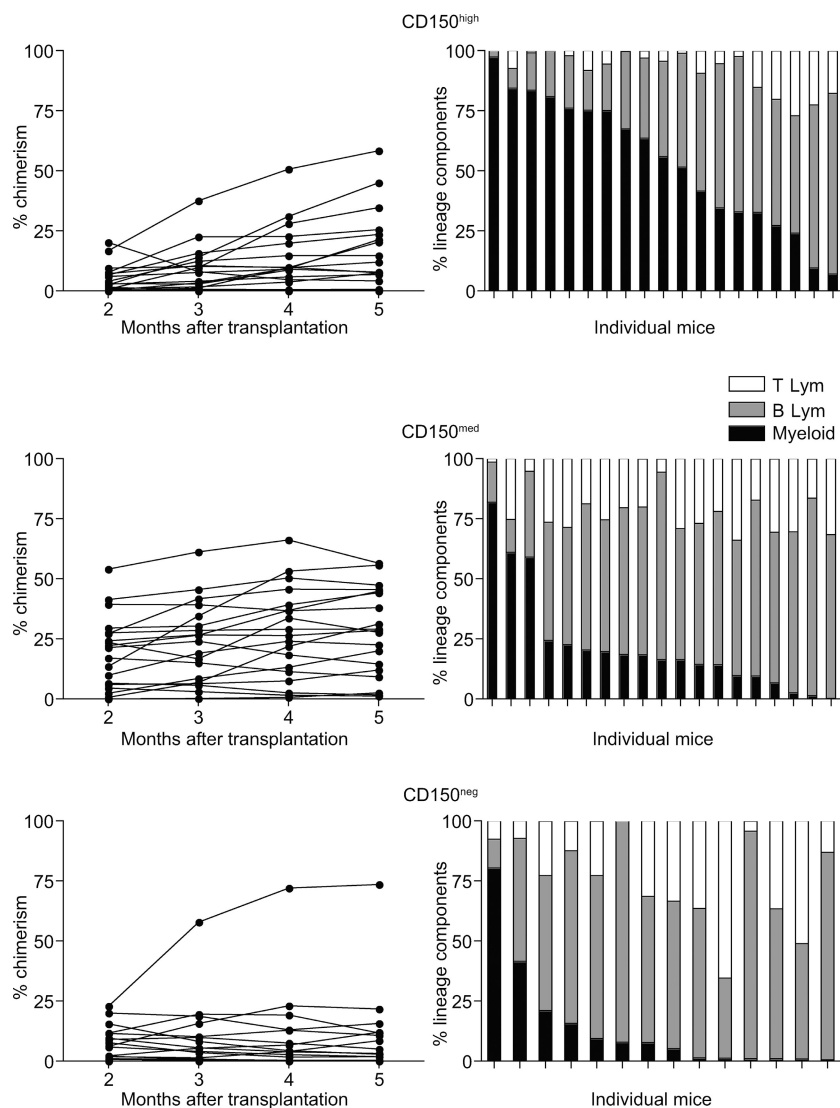 CD150high
100
75
50
25
0
% chimerism
2 3 4 5
Months after transplantation
100
75
50
25
0
% lineage components
Individual mice
T Lym
B Lym
Myeloid
CD150med
100
75
50
25
0
% chimerism
2 3 4 5
Months after transplantation
100
75
50
25
0
% lineage components
Individual mice
CD150neg
100
75
50
25
0
% chimerism
2 3 4 5
Months after transplantation
100
75
50
25
0
% lineage components
Individual mice